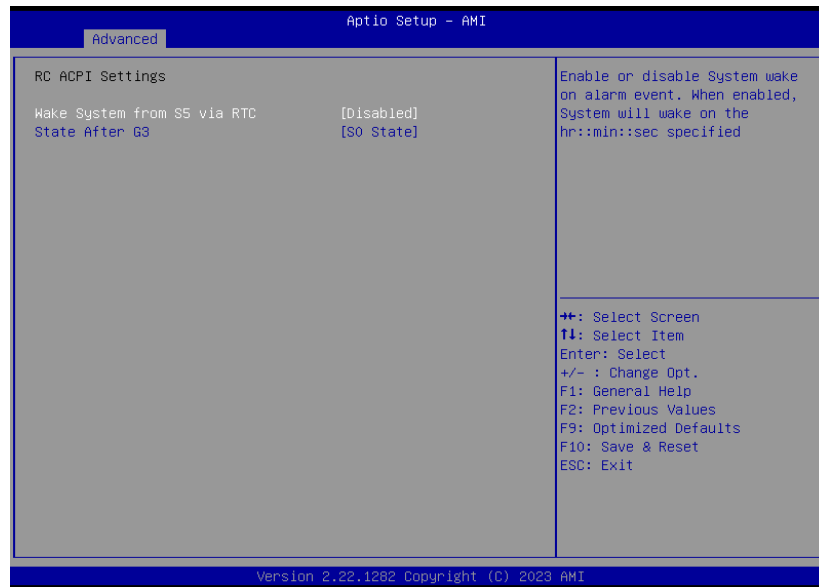 Aptio Setup – AMI
Advanced
RC ACPI Settings
Wake System from S5 via RTC [Disabled]
State After G3 [S0 State]
Enable or disable System wake
on alarm event. When enabled,
System will wake on the
hr::min::sec specified
→←: Select Screen
↑↓: Select Item
Enter: Select
+/- : Change Opt.
F1: General Help
F2: Previous Values
F9: Optimized Defaults
F10: Save & Reset
ESC: Exit
Version 2.22.1282 Copyright (C) 2023 AMI